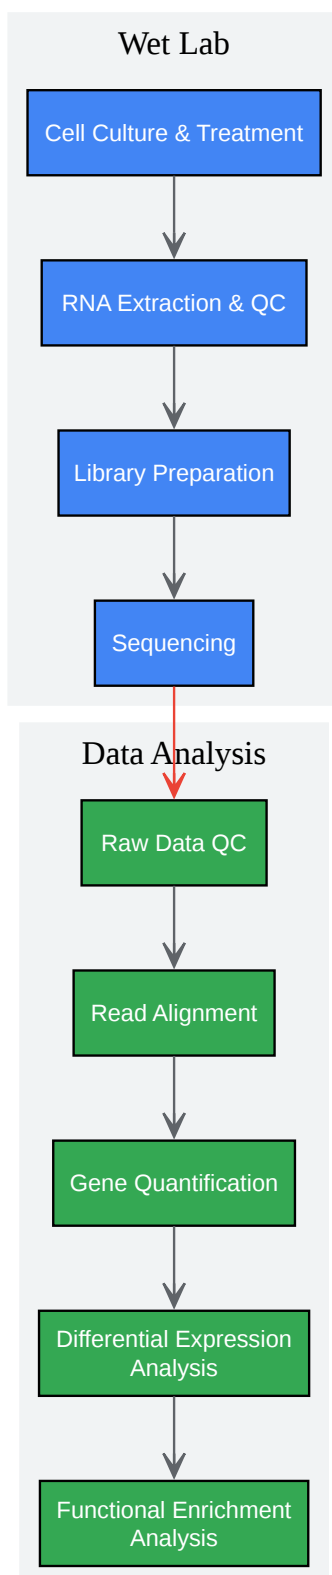 Wet Lab
Cell Culture & Treatment
RNA Extraction & QC
Library Preparation
Sequencing
Data Analysis
Raw Data QC
Read Alignment
Gene Quantification
Differential Expression
Analysis
Functional Enrichment
Analysis